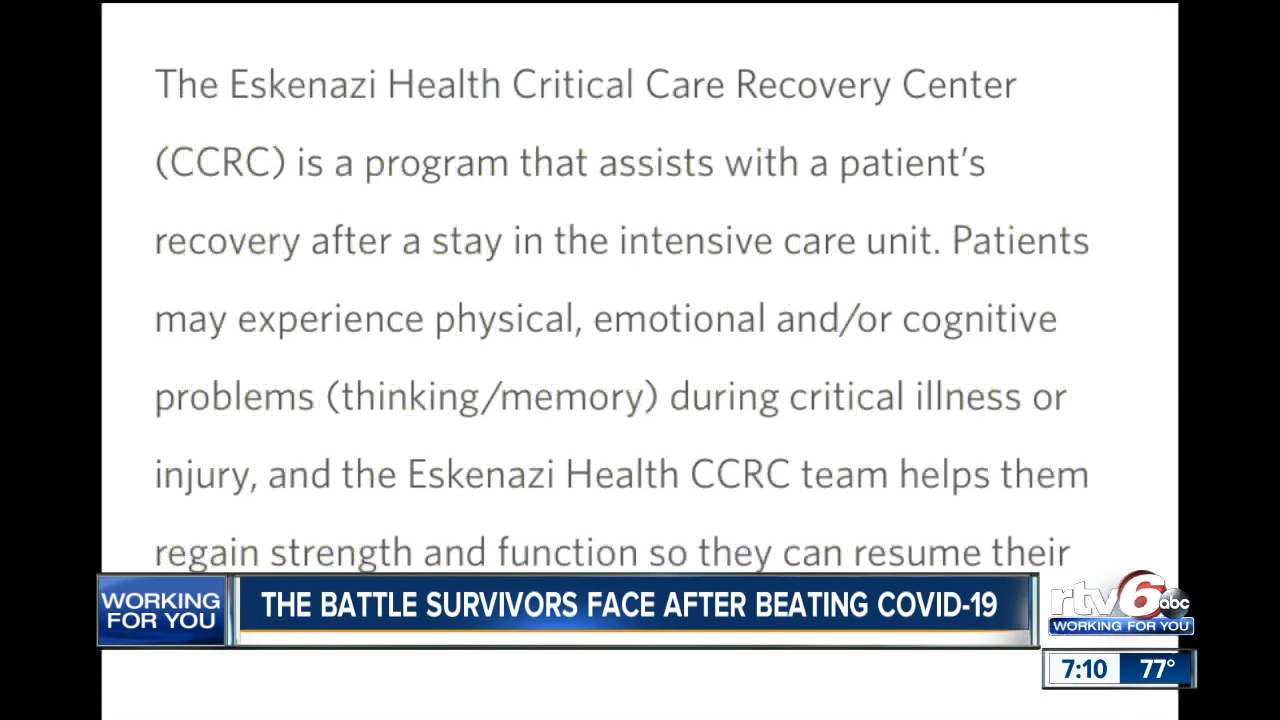 The Eskenazi Health Critical Care Recovery Center
(CCRC) is a program that assists with a patient’s
recovery after a stay in the intensive care unit. Patients
may experience physical, emotional and/or cognitive
problems (thinking/memory) during critical illness or
injury, and the Eskenazi Health CCRC team helps them
regain strength and function so they can resume their
WORKING
FOR YOU
THE BATTLE SURVIVORS FACE AFTER BEATING COVID-19
rtv6 abc
WORKING FOR YOU
7:10 77°